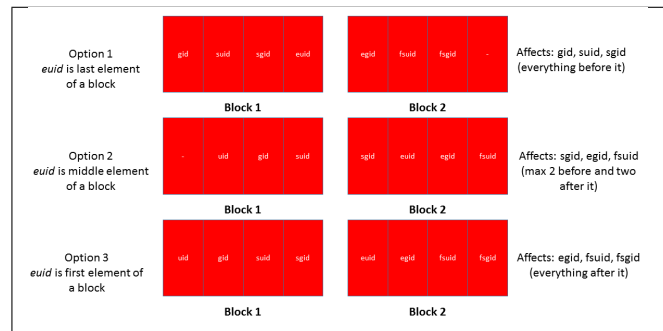 Option 1
euid is last element
of a block
gid suid sgid euid
egid fsuid fsgid -
Affects: gid, suid, sgid
(everything before it)
Block 1
Block 2
Option 2
euid is middle element
of a block
- uid gid suid
sgid euid egid fsuid
Affects: sgid, egid, fsuid
(max 2 before and two
after it)
Block 1
Block 2
Option 3
euid is first element of
a block
uid gid suid sgid
euid egid fsuid fsgid
Affects: egid, fsuid, fsgid
(everything after it)
Block 1
Block 2